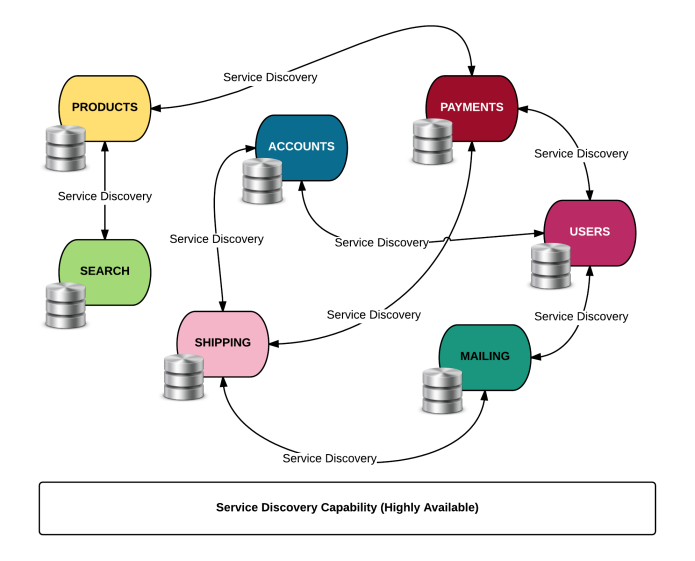 Service Discovery
PRODUCTS
PAYMENTS
ACCOUNTS
Service Discovery
Service Discovery
USERS
Service Discovery
Service Discovery
SEARCH
Service Discovery
Service Discovery
SHIPPING
MAILING
Service Discovery
Service Discovery Capability (Highly Available)